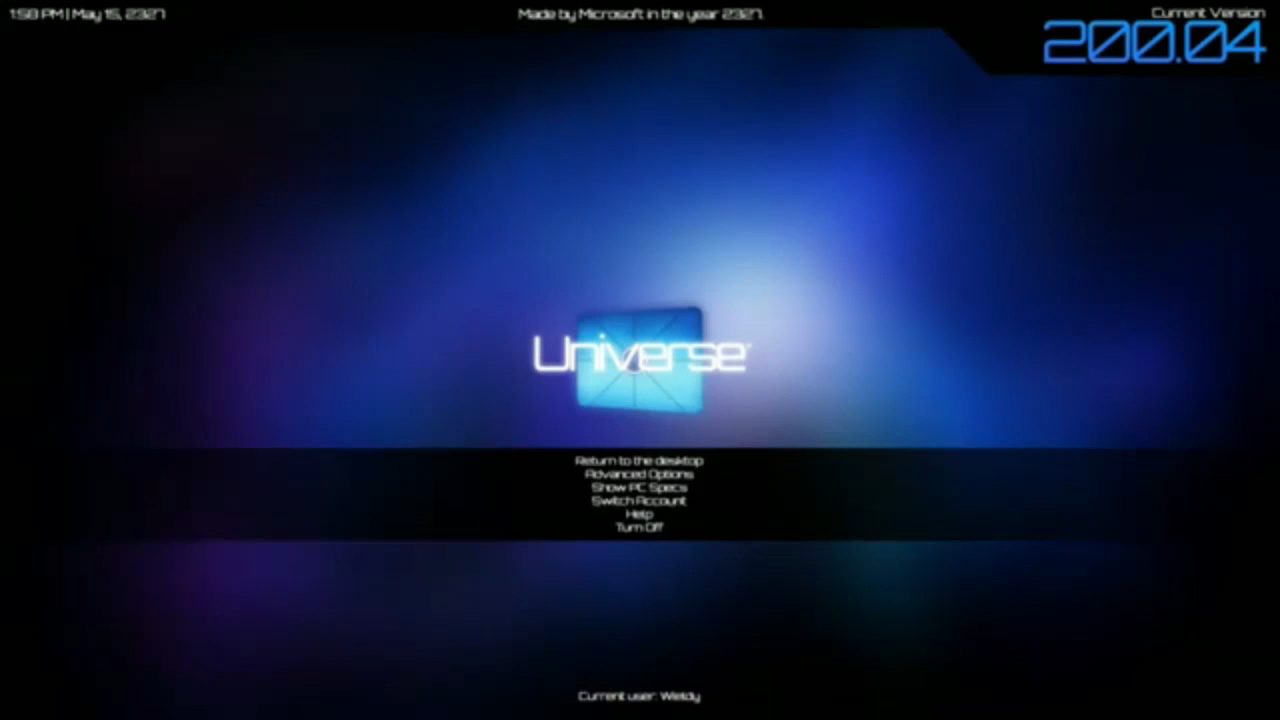 1:58 PM | May 15, 2327
Made by Microsoft in the year 2327.
Current Version
200.04
Universe
Return to the desktop
Advanced Options
Show PC Specs
Switch Account
Help
Turn Off
Current user: Wieldy